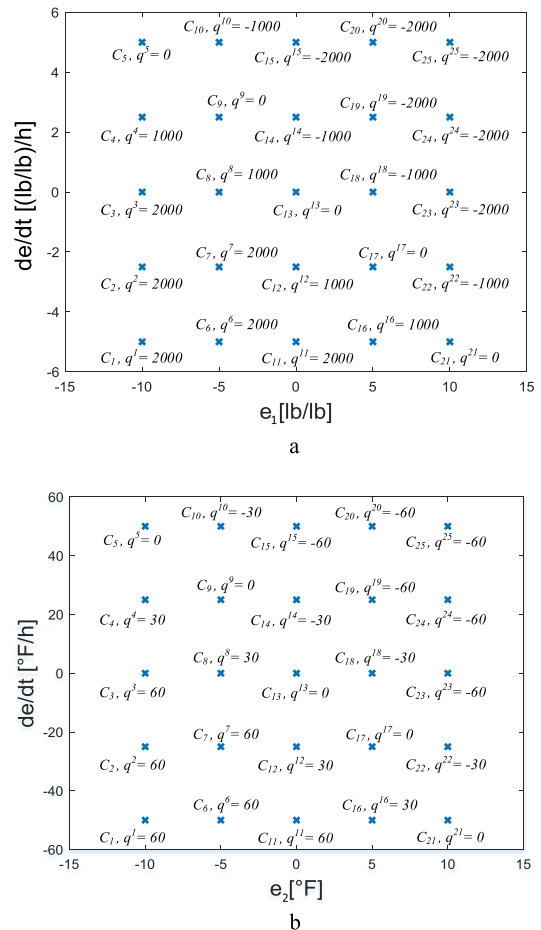 6
C10, q10= -1000
C20, q20= -2000
C5, q5= 0
C15, q15= -2000
C25, q25= -2000
4
C9, q9= 0
C19, q19= -2000
C4, q4= 1000
C14, q14= -1000
C24, q24= -2000
2
C8, q8= 1000
C18, q18= -1000
0
C3, q3= 2000
C13, q13= 0
C23, q23= -2000
-2
C7, q7= 2000
C17, q17= 0
C2, q2= 2000
C12, q12= 1000
C22, q22= -1000
-4
C6, q6= 2000
C16, q16= 1000
C1, q1= 2000
C11, q11= 2000
C21, q21= 0
-6
-15 -10 -5 0 5 10 15
de/dt [(lb/lb)/h]
e1[lb/lb]
a
60
C10, q10= -30
C20, q20= -60
C5, q5= 0
C15, q15= -60
C25, q25= -60
40
C9, q9= 0
C19, q19= -60
20
C4, q4= 30
C14, q14= -30
C24, q24= -60
C8, q8= 30
C18, q18= -30
0
C3, q3= 60
C13, q13= 0
C23, q23= -60
-20
C7, q7= 60
C17, q17= 0
C2, q2= 60
C12, q12= 30
C22, q22= -30
-40
C6, q6= 60
C16, q16= 30
C1, q1= 60
C11, q11= 60
C21, q21= 0
-60
-15 -10 -5 0 5 10 15
de/dt [°F/h]
e2[°F]
b